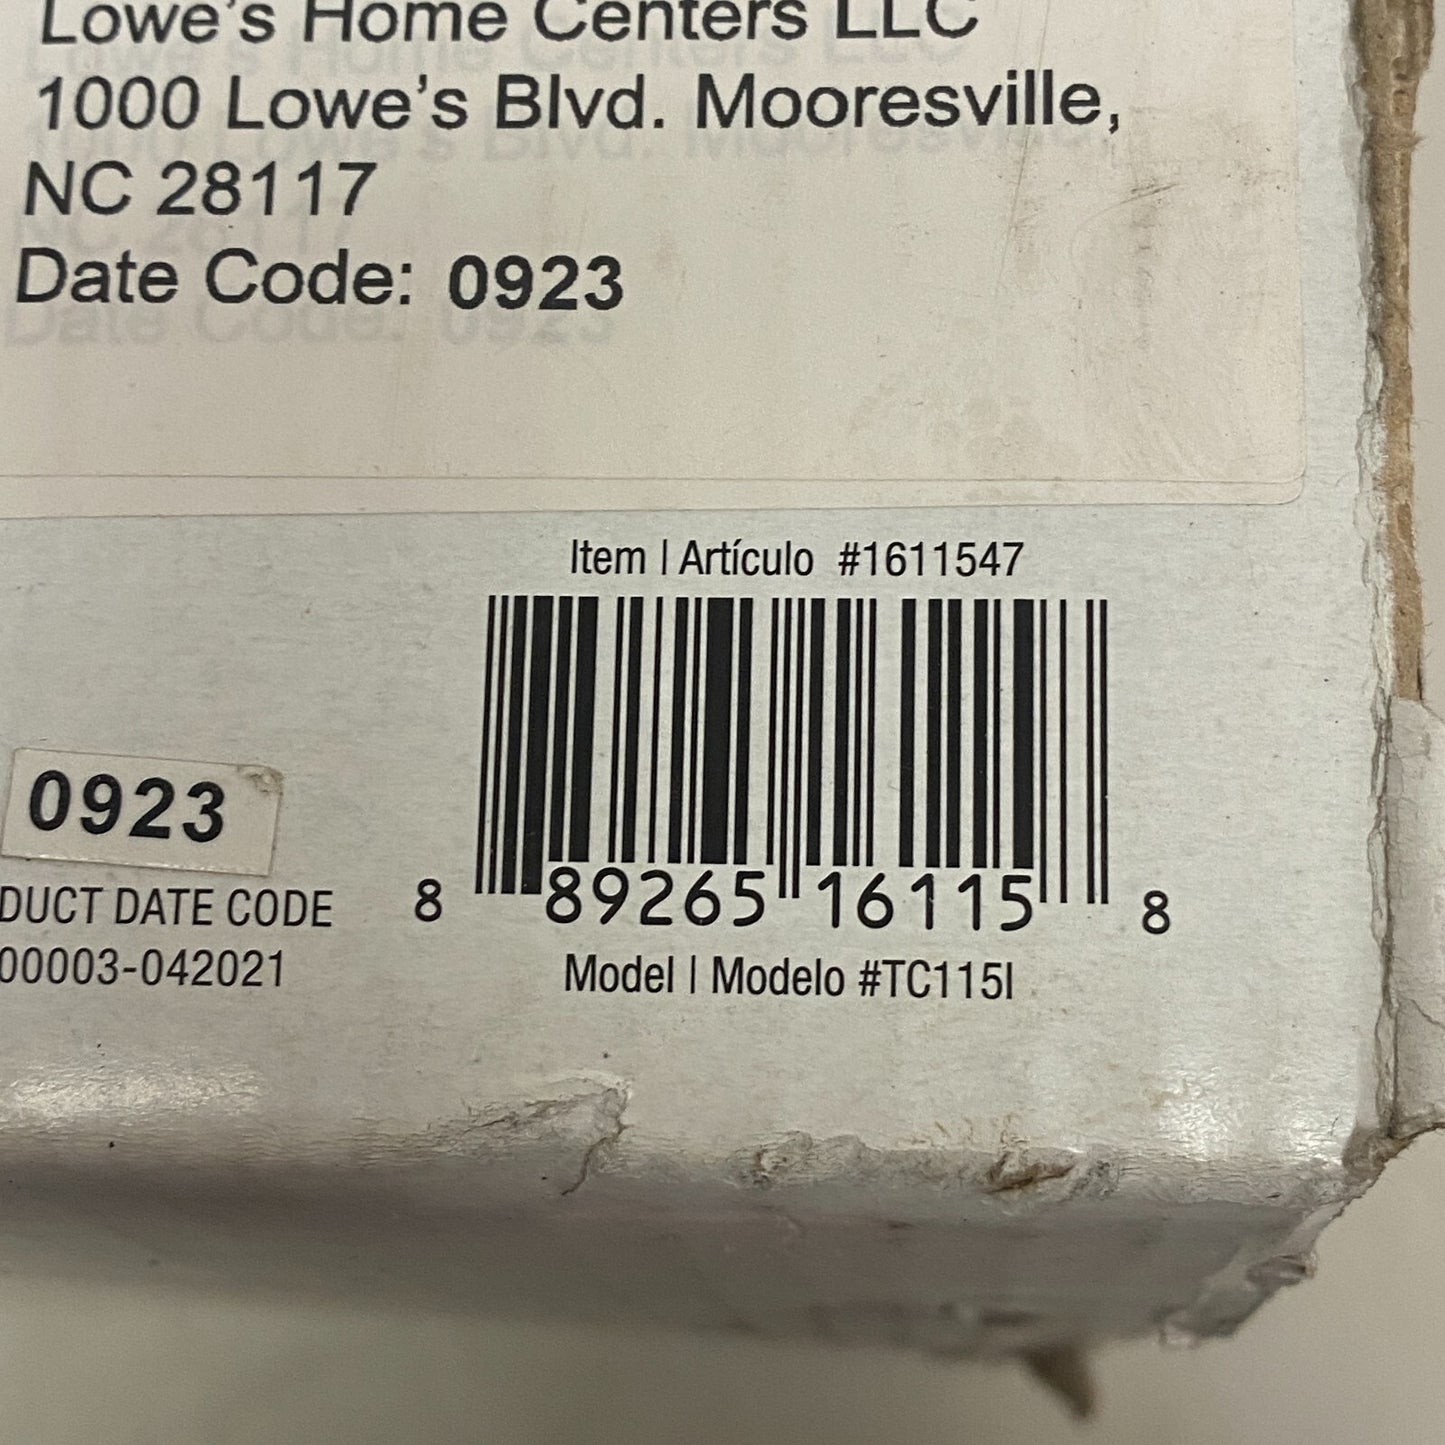 Lowe's Home Centers LLC
1000 Lowe's Blvd. Mooresville,
NC 28117
Date Code: 0923
Item | Artículo #1611547
8 89265 16115 8
Model | Modelo #TC115I
0923
DUCT DATE CODE
00003-042021